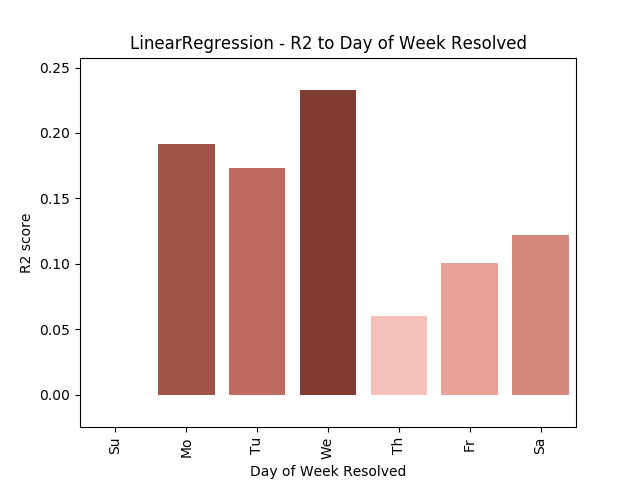 LinearRegression - R2 to Day of Week Resolved
R2 score
0.25
0.20
0.15
0.10
0.05
0.00
Su
Mo
Tu
We
Th
Fr
Sa
Day of Week Resolved